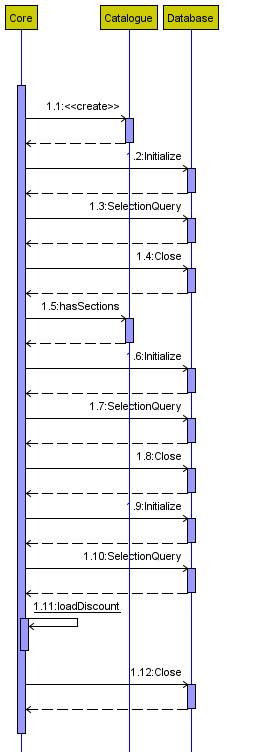 Core Catalogue Database
1.1:<<create>>
1.2:Initialize
1.3:SelectionQuery
1.4:Close
1.5:hasSections
1.6:Initialize
1.7:SelectionQuery
1.8:Close
1.9:Initialize
1.10:SelectionQuery
1.11:loadDiscount
1.12:Close